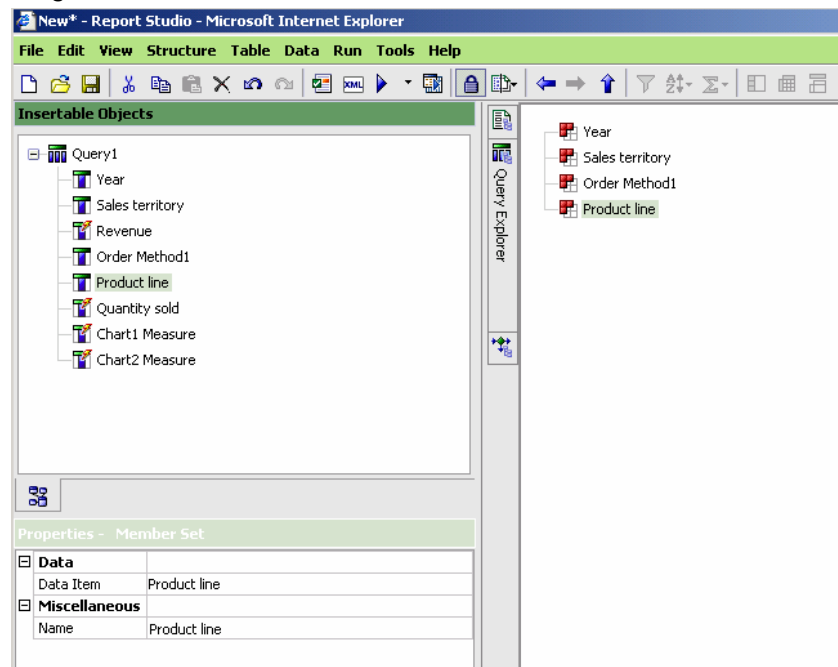 New* - Report Studio - Microsoft Internet Explorer
File Edit View Structure Table Data Run Tools Help
XML
Insertable Objects
Query1
Year
Sales territory
Revenue
Order Method1
Product line
Quantity sold
Chart1 Measure
Chart2 Measure
Properties - Member Set
Data
Data Item Product line
Miscellaneous
Name Product line
Query Explorer
Year
Sales territory
Order Method1
Product line